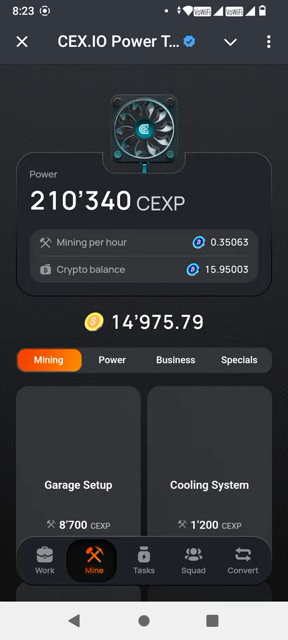 8:23
VoWiFi
VoWiFi
CEX.IO Power T...
Power
210'340 CEXP
Mining per hour 0.35063
Crypto balance 15.95003
14'975.79
Mining Power Business Specials
Garage Setup Cooling System
8'700 CEXP 1'200 CEXP
Work Mine Tasks Squad Convert